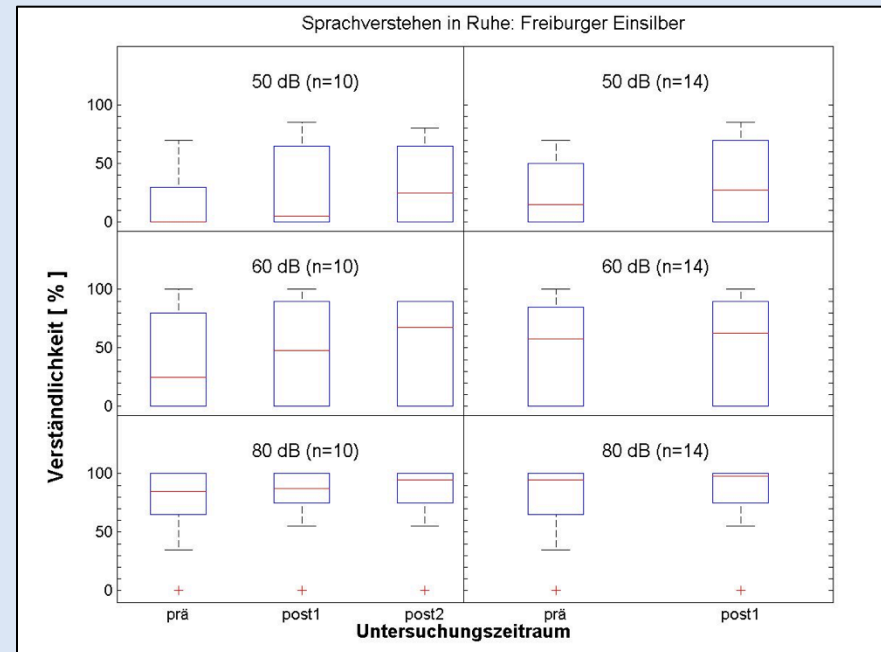 Sprachverstehen in Ruhe: Freiburger Einsilber
50 dB (n=10)
50 dB (n=14)
100
50
0
60 dB (n=10)
60 dB (n=14)
100
50
0
80 dB (n=10)
80 dB (n=14)
100
50
0
Verständlichkeit [ % ]
prä
post1
post2
prä
post1
Untersuchungszeitraum